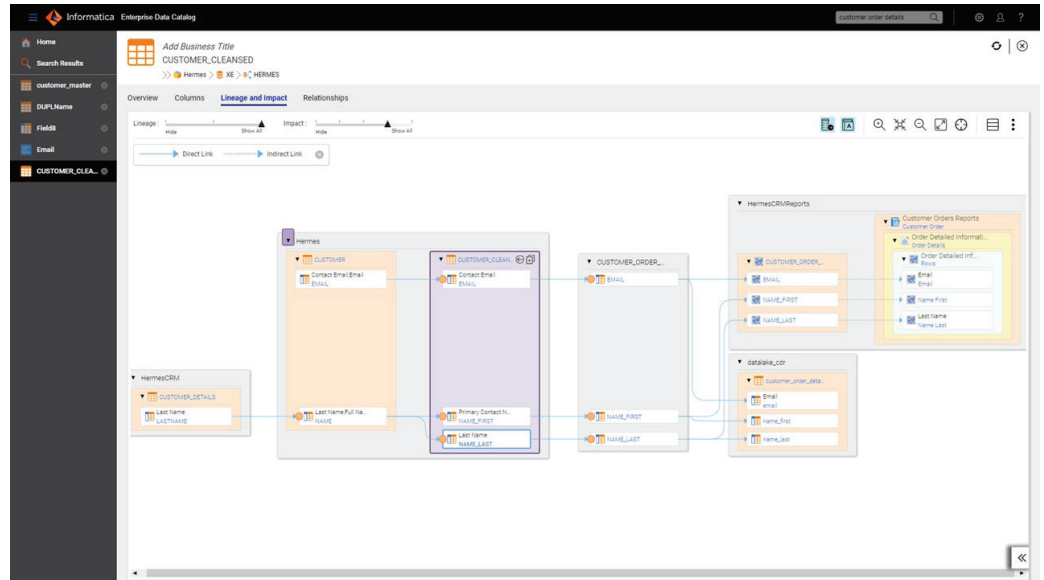 Informatica Enterprise Data Catalog
customer order details
?
Home
Search Results
customer_master
DUPLName
Field8
Email
CUSTOMER_CLEA...
Add Business Title
CUSTOMER_CLEANSED
Hermes > XE > HERMES
Overview Columns Lineage and Impact Relationships
Lineage : Hide Show All Impact : Hide Show All
Direct Link Indirect Link
HermesCRM
CUSTOMER_DETAILS
Last Name
LASTNAME
Hermes
CUSTOMER
Contact Email,Email
EMAIL
Last Name,Full Na...
NAME
CUSTOMER_CLEAN...
Contact Email
EMAIL
Primary Contact N...
NAME_FIRST
Last Name
NAME_LAST
CUSTOMER_ORDER_...
EMAIL
NAME_FIRST
NAME_LAST
HermesCRMReports
CUSTOMER_ORDER_...
EMAIL
NAME_FIRST
NAME_LAST
Customer Orders Reports
Customer Order
Order Detailed Informati...
Order Details
Order Detailed Inf...
Rows
Email
Email
Name First
Last Name
Name Last
datalake_cdr
customer_order_deta...
Email
email
name_first
name_last